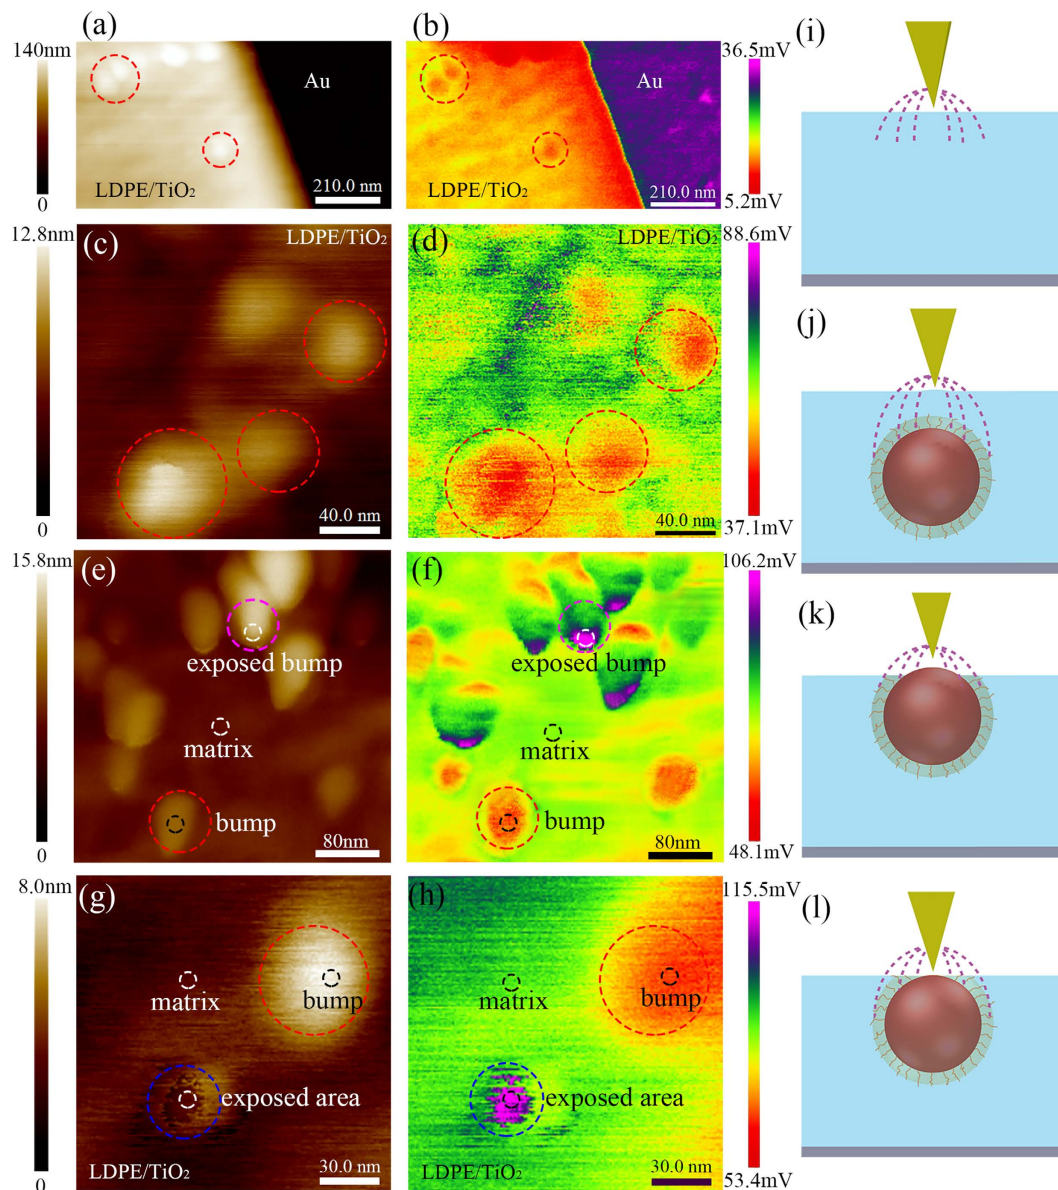 (a)
140nm
0
Au
LDPE/TiO₂
210.0 nm
(b)
36.5mV
5.2mV
Au
LDPE/TiO₂
210.0 nm
(c)
12.8nm
0
LDPE/TiO₂
40.0 nm
(d)
88.6mV
37.1mV
LDPE/TiO₂
40.0 nm
(e)
15.8nm
0
exposed bump
matrix
bump
80nm
(f)
106.2mV
48.1mV
exposed bump
matrix
bump
80nm
(g)
8.0nm
0
matrix
bump
exposed area
LDPE/TiO₂
30.0 nm
(h)
115.5mV
53.4mV
matrix
bump
exposed area
LDPE/TiO₂
30.0 nm
(i)
(j)
(k)
(l)